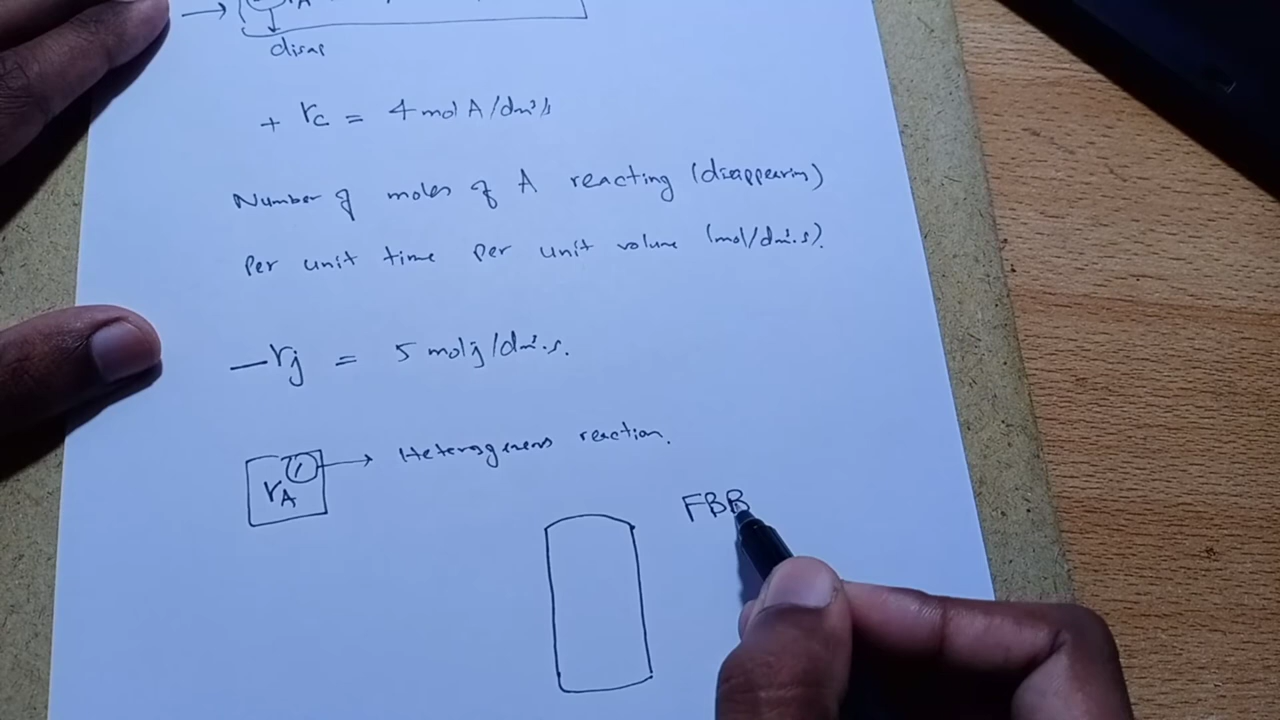 disap
+ rc = 4 mol A/dm³/s
Number of moles of A reacting (disappearing)
Per unit time per unit volume (mol/dm³.s).
-rj = 5 mol j/dm³.s.
rA' → Heterogeneous reaction.
FBR